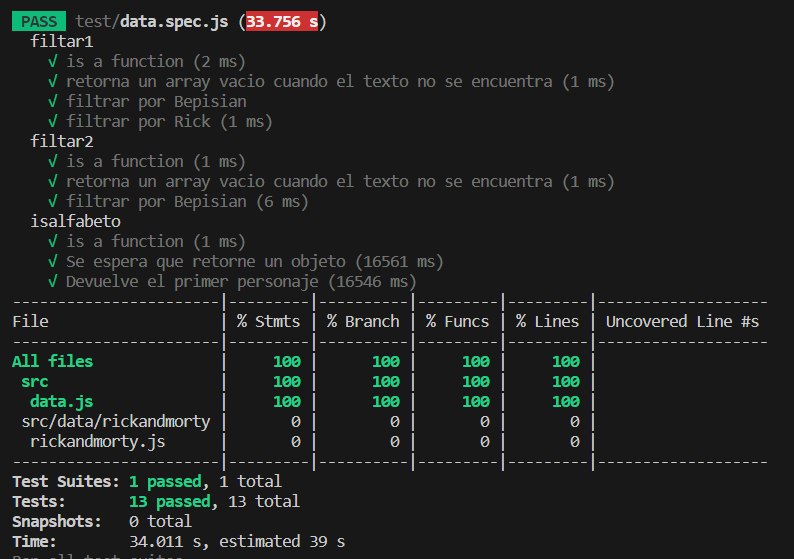 PASS test/data.spec.js (33.756 s)
filtar1
√ is a function (2 ms)
√ retorna un array vacio cuando el texto no se encuentra (1 ms)
√ filtrar por Bepisian
√ filtrar por Rick (1 ms)
filtar2
√ is a function (1 ms)
√ retorna un array vacio cuando el texto no se encuentra (1 ms)
√ filtrar por Bepisian (6 ms)
isalfabeto
√ is a function (1 ms)
√ Se espera que retorne un objeto (16561 ms)
√ Devuelve el primer personaje (16546 ms)
-----------------------|---------|----------|---------|---------|-------------------
File | % Stmts | % Branch | % Funcs | % Lines | Uncovered Line #s
-----------------------|---------|----------|---------|---------|-------------------
All files | 100 | 100 | 100 | 100 |
src | 100 | 100 | 100 | 100 |
data.js | 100 | 100 | 100 | 100 |
src/data/rickandmorty | 0 | 0 | 0 | 0 |
rickandmorty.js | 0 | 0 | 0 | 0 |
-----------------------|---------|----------|---------|---------|-------------------
Test Suites: 1 passed, 1 total
Tests: 13 passed, 13 total
Snapshots: 0 total
Time: 34.011 s, estimated 39 s
Ran all test suites